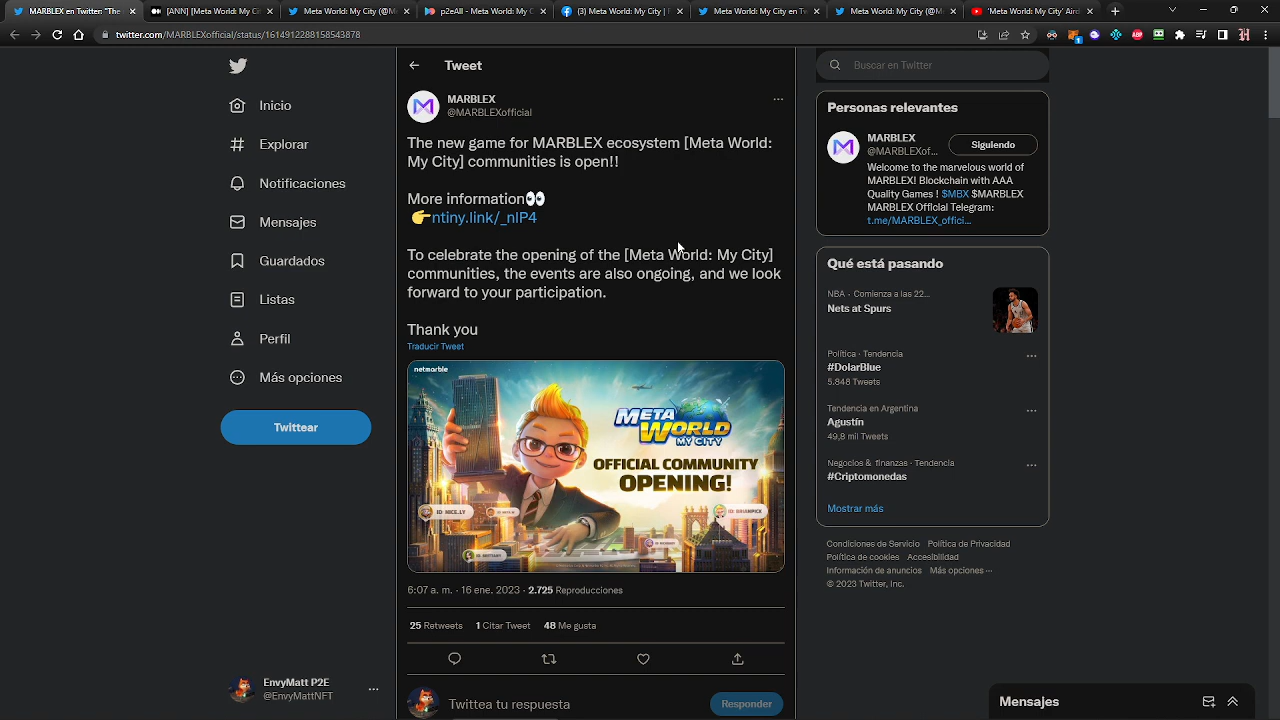 MARBLEX en Twitter: "The
[ANN] [Meta World: My Ci
Meta World: My City (@M
p2eAll - Meta World: My C
(3) Meta World: My City |
Meta World: My City en Tw
Meta World: My City (@M
'Meta World: My City' Aird
twitter.com/MARBLEXofficial/status/1614912288158543878
Tweet
Buscar en Twitter
Inicio
Explorar
Notificaciones
Mensajes
Guardados
Listas
Perfil
Más opciones
Twittear
EnvyMatt P2E
@EnvyMattNFT
MARBLEX
@MARBLEXofficial
The new game for MARBLEX ecosystem [Meta World:
My City] communities is open!!
More information👀
👉ntiny.link/_nlP4
To celebrate the opening of the [Meta World: My City]
communities, the events are also ongoing, and we look
forward to your participation.
Thank you
Traducir Tweet
netmarble
META
WORLD
MY CITY
OFFICIAL COMMUNITY
OPENING!
ID: NICE.LY
ID: BRIANPICK
ID: BRITTANY
6:07 a. m. · 16 ene. 2023 · 2.725 Reproducciones
25 Retweets 1 Citar Tweet 48 Me gusta
Twittea tu respuesta
Responder
Personas relevantes
MARBLEX
@MARBLEXof...
Siguiendo
Welcome to the marvelous world of
MARBLEX! Blockchain with AAA
Quality Games ! $MBX $MARBLEX
MARBLEX Official Telegram:
t.me/MARBLEX_offici...
Qué está pasando
NBA · Comienza a las 22...
Nets at Spurs
Política · Tendencia
#DolarBlue
5.848 Tweets
Tendencia en Argentina
Agustín
49,8 mil Tweets
Negocios & finanzas · Tendencia
#Criptomonedas
Mostrar más
Condiciones de Servicio Política de Privacidad
Política de cookies Accesibilidad
Información de anuncios Más opciones ···
© 2023 Twitter, Inc.
Mensajes